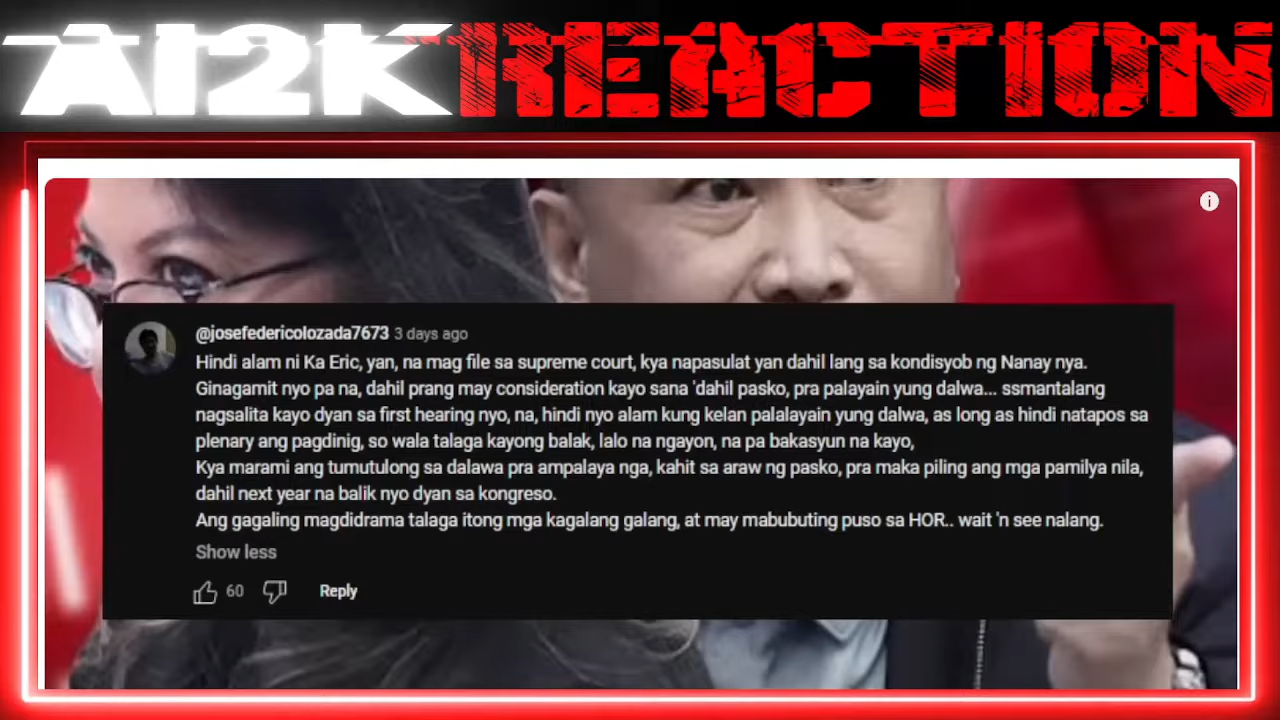 AI2K REACTION
@josefedericolozada7673 3 days ago
Hindi alam ni Ka Eric, yan, na mag file sa supreme court, kya napasulat yan dahil lang sa kondisyob ng Nanay nya.
Ginagamit nyo pa na, dahil prang may consideration kayo sana 'dahil pasko, pra palayain yung dalwa... ssmantalang
nagsalita kayo dyan sa first hearing nyo, na, hindi nyo alam kung kelan palalayain yung dalwa, as long as hindi natapos sa
plenary ang pagdinig, so wala talaga kayong balak, lalo na ngayon, na pa bakasyun na kayo,
Kya marami ang tumutulong sa dalawa pra ampalaya nga, kahit sa araw ng pasko, pra maka piling ang mga pamilya nila,
dahil next year na balik nyo dyan sa kongreso.
Ang gagaling magdidrama talaga itong mga kagalang galang, at may mabubuting puso sa HOR.. wait 'n see nalang.
Show less
60 Reply